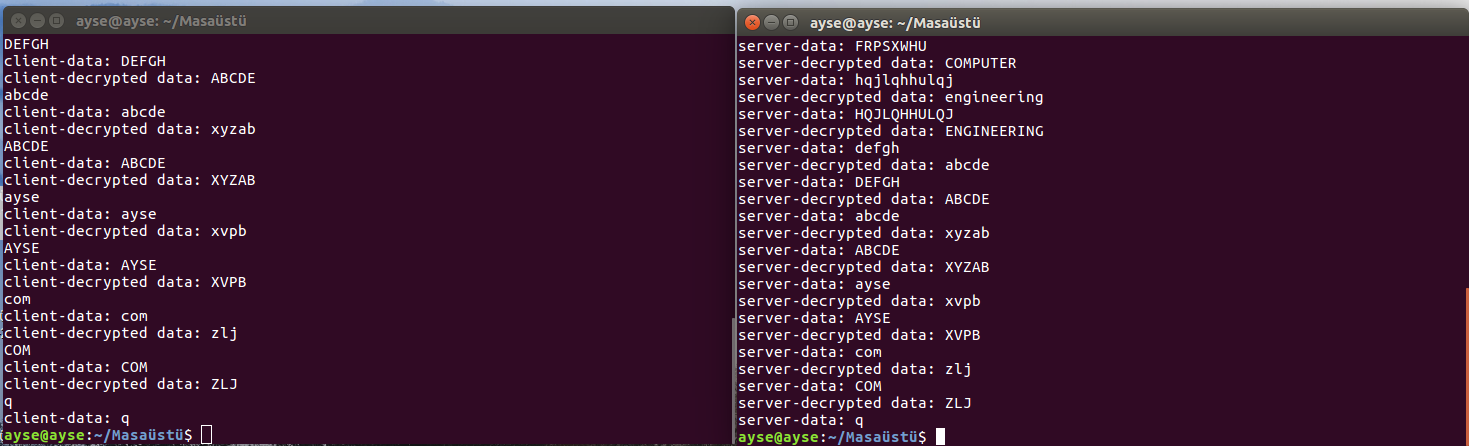 ayse@ayse: ~/Masaüstü
DEFGH
client-data: DEFGH
client-decrypted data: ABCDE
abcde
client-data: abcde
client-decrypted data: xyzab
ABCDE
client-data: ABCDE
client-decrypted data: XYZAB
ayse
client-data: ayse
client-decrypted data: xvpb
AYSE
client-data: AYSE
client-decrypted data: XVPB
com
client-data: com
client-decrypted data: zlj
COM
client-data: COM
client-decrypted data: ZLJ
q
client-data: q
ayse@ayse:~/Masaüstü$
ayse@ayse: ~/Masaüstü
server-data: FRPSXWHU
server-decrypted data: COMPUTER
server-data: hqjlqhhulqj
server-decrypted data: engineering
server-data: HQJLQHHULQJ
server-decrypted data: ENGINEERING
server-data: defgh
server-decrypted data: abcde
server-data: DEFGH
server-decrypted data: ABCDE
server-data: abcde
server-decrypted data: xyzab
server-data: ABCDE
server-decrypted data: XYZAB
server-data: ayse
server-decrypted data: xvpb
server-data: AYSE
server-decrypted data: XVPB
server-data: com
server-decrypted data: zlj
server-data: COM
server-decrypted data: ZLJ
server-data: q
ayse@ayse:~/Masaüstü$